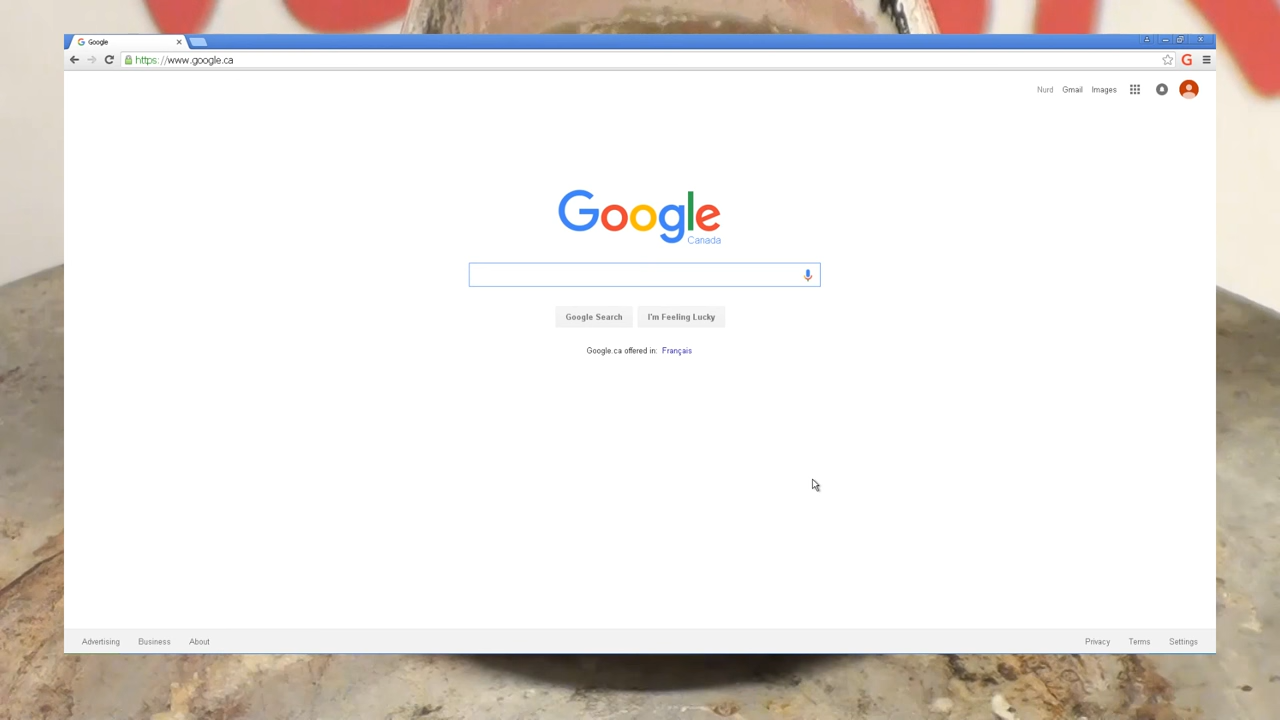 Google
https://www.google.ca
Nurd Gmail Images
Google
Canada
Google Search I'm Feeling Lucky
Google.ca offered in: Français
Advertising Business About Privacy Terms Settings